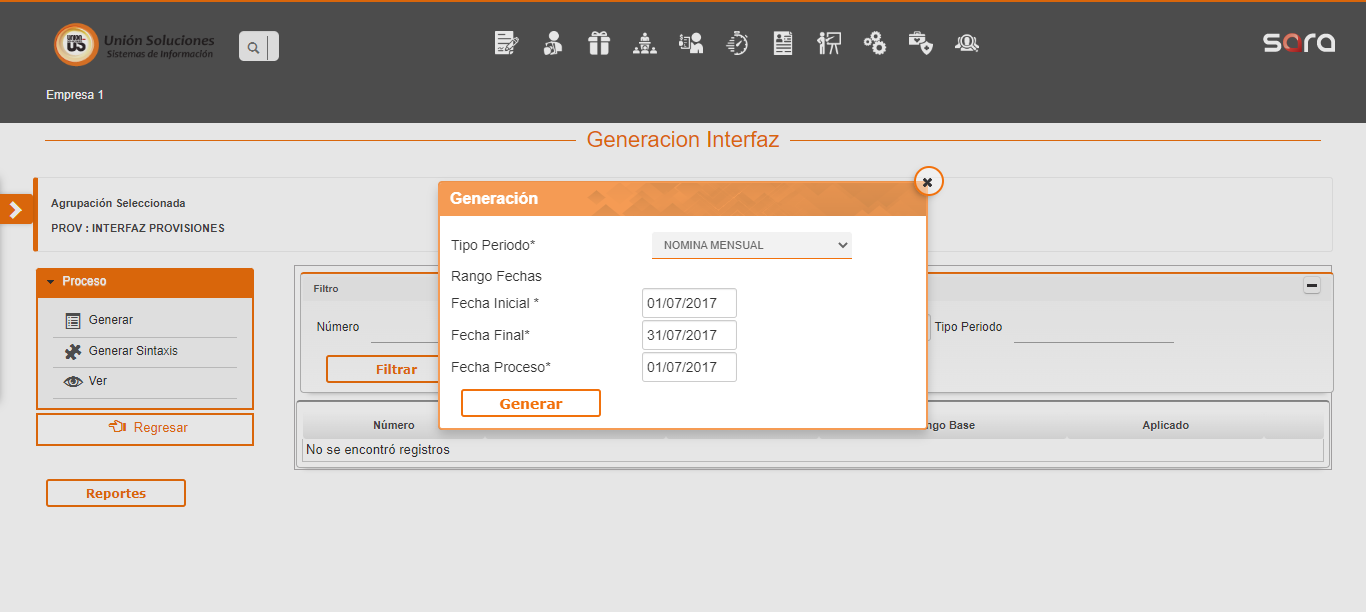 UNION
SO
Unión Soluciones
Sistemas de Información
sara
Empresa 1
Generacion Interfaz
Agrupación Seleccionada
PROV : INTERFAZ PROVISIONES
Proceso
Generar
Generar Sintaxis
Ver
Regresar
Reportes
Generación
Tipo Periodo*
NOMINA MENSUAL
Rango Fechas
Fecha Inicial *
01/07/2017
Fecha Final*
31/07/2017
Fecha Proceso*
01/07/2017
Generar
Filtro
Número
Tipo Periodo
Filtrar
Número
ngo Base
Aplicado
No se encontró registros